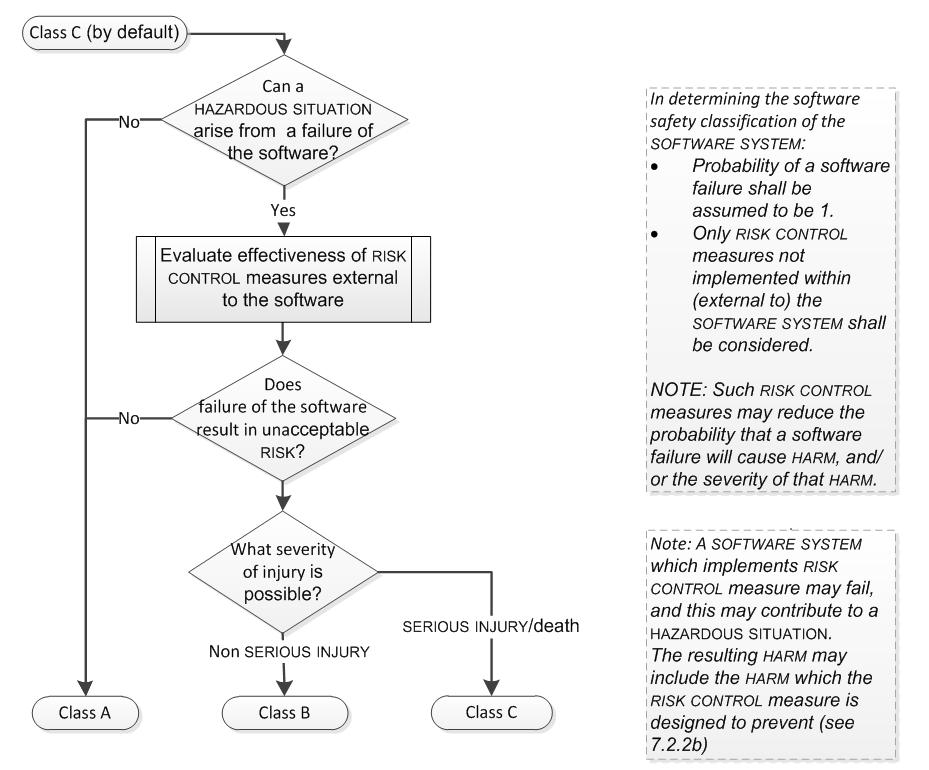 Class C (by default)
Can a
HAZARDOUS SITUATION
arise from a failure of
the software?
No
Yes
Evaluate effectiveness of RISK
CONTROL measures external
to the software
Does
failure of the software
result in unacceptable
RISK?
No
What severity
of injury is
possible?
SERIOUS INJURY/death
Non SERIOUS INJURY
Class A
Class B
Class C
In determining the software
safety classification of the
SOFTWARE SYSTEM:
• Probability of a software
failure shall be
assumed to be 1.
• Only RISK CONTROL
measures not
implemented within
(external to) the
SOFTWARE SYSTEM shall
be considered.
NOTE: Such RISK CONTROL
measures may reduce the
probability that a software
failure will cause HARM, and/
or the severity of that HARM.
Note: A SOFTWARE SYSTEM
which implements RISK
CONTROL measure may fail,
and this may contribute to a
HAZARDOUS SITUATION.
The resulting HARM may
include the HARM which the
RISK CONTROL measure is
designed to prevent (see
7.2.2b)